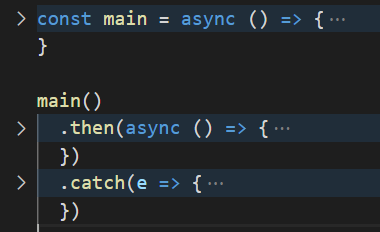 const main = async () => {···
}
main()
  .then(async () => {···
  })
  .catch(e => {···
  })